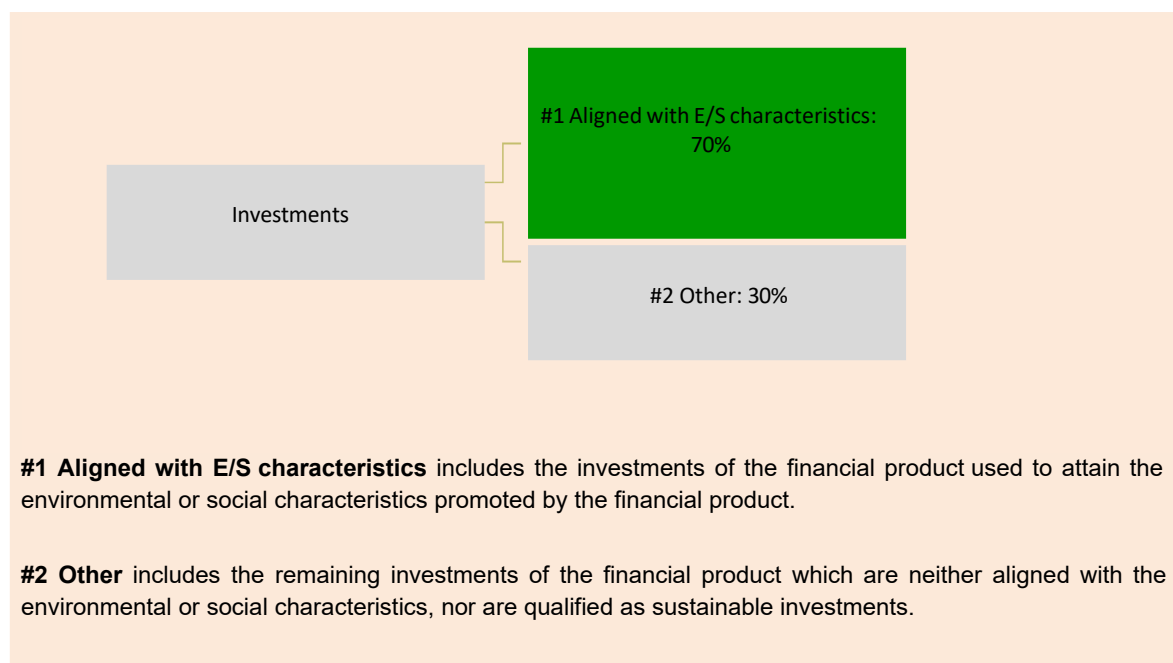 #1 Aligned with E/S characteristics:
70%
Investments
#2 Other: 30%
#1 Aligned with E/S characteristics includes the investments of the financial product used to attain the
environmental or social characteristics promoted by the financial product.
#2 Other includes the remaining investments of the financial product which are neither aligned with the
environmental or social characteristics, nor are qualified as sustainable investments.